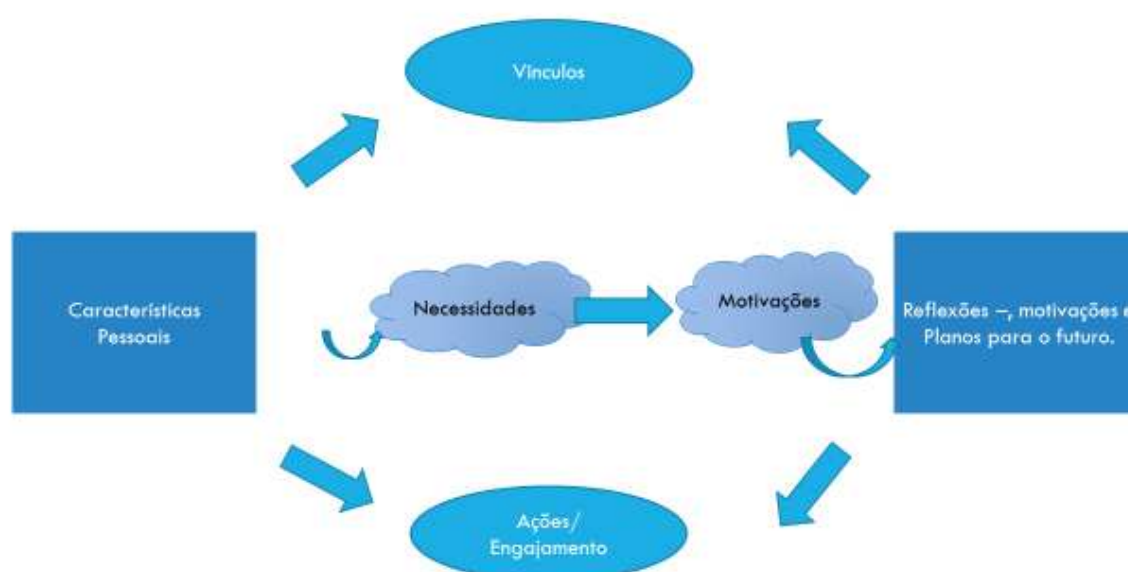 Vínculos
Características
Pessoais
Necessidades
Motivações
Reflexões –, motivações e
Planos para o futuro.
Ações/
Engajamento